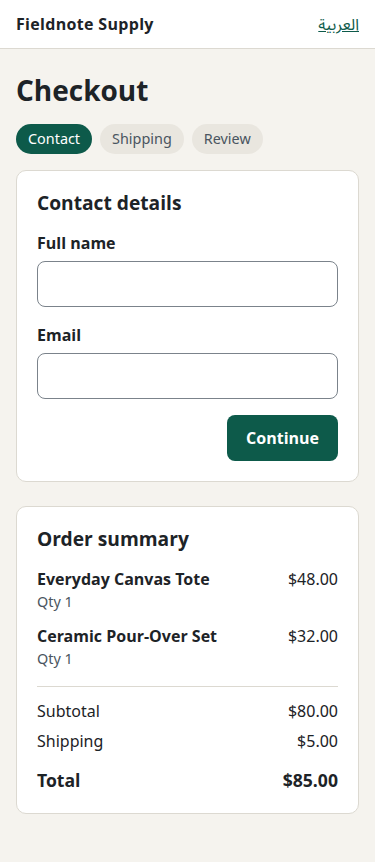 Fieldnote Supply
العربية
Checkout
Contact
Shipping
Review
Contact details
Full name
Email
Continue
Order summary
Everyday Canvas Tote $48.00
Qty 1
Ceramic Pour-Over Set $32.00
Qty 1
Subtotal $80.00
Shipping $5.00
Total $85.00